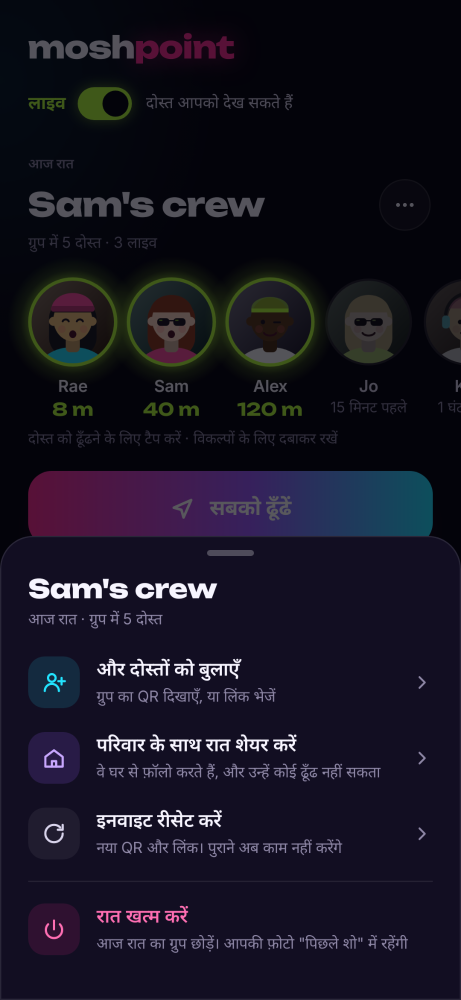 moshpoint
लाइव दोस्त आपको देख सकते हैं
आज रात
Sam's crew
ग्रुप में 5 दोस्त · 3 लाइव
Rae Sam Alex Jo
8 m 40 m 120 m 15 मिनट पहले 1
दोस्त को ढूँढने के लिए टैप करें · विकल्पों के लिए दबाकर रखें
सबको ढूँढें
Sam's crew
आज रात · ग्रुप में 5 दोस्त
और दोस्तों को बुलाएँ
ग्रुप का QR दिखाएँ, या लिंक भेजें
परिवार के साथ रात शेयर करें
वे घर से फ़ॉलो करते हैं, और उन्हें कोई ढूँढ नहीं सकता
इनवाइट रीसेट करें
नया QR और लिंक। पुराने अब काम नहीं करेंगे
रात खत्म करें
आज रात का ग्रुप छोड़ें। आपकी फ़ोटो "पिछले शो" में रहेंगी